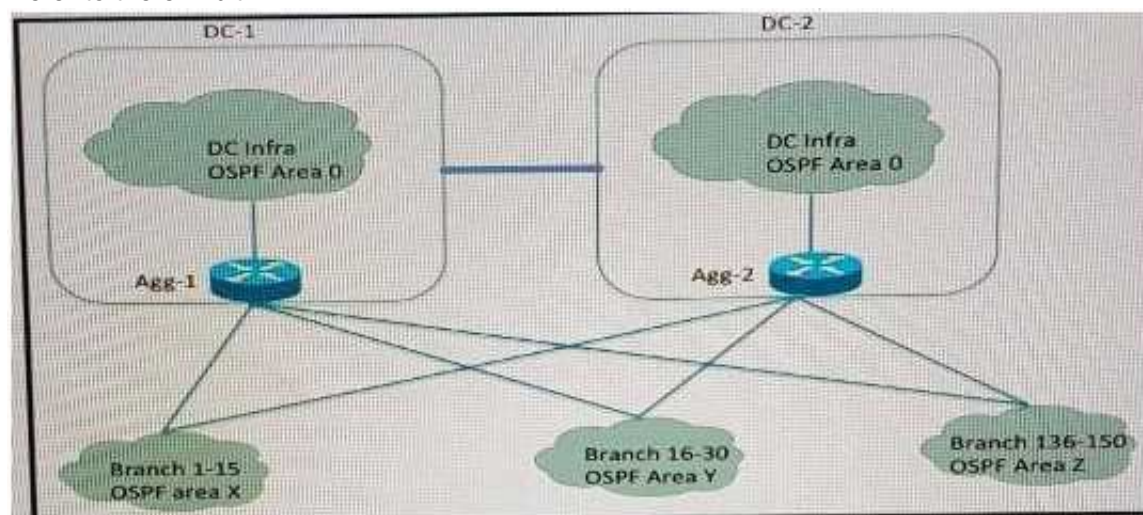 DC-1
DC-2
DC Infra
OSPF Area 0
DC Infra
OSPF Area 0
Agg-1
Agg-2
Branch 1-15
OSPF area X
Branch 16-30
OSPF Area Y
Branch 136-150
OSPF Area Z